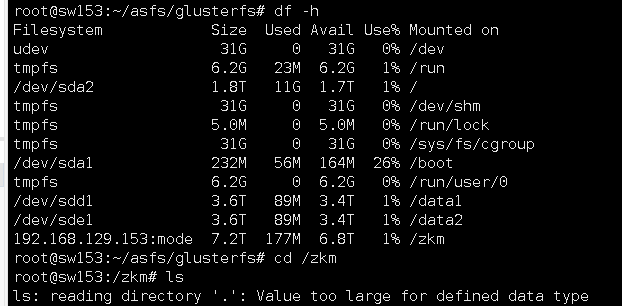 root@sw153:~/asfs/glusterfs# df -h
Filesystem            Size  Used Avail Use% Mounted on
udev                   31G     0   31G   0% /dev
tmpfs                 6.2G   23M  6.2G   1% /run
/dev/sda2             1.8T   11G  1.7T   1% /
tmpfs                  31G     0   31G   0% /dev/shm
tmpfs                 5.0M     0  5.0M   0% /run/lock
tmpfs                  31G     0   31G   0% /sys/fs/cgroup
/dev/sda1             232M   56M  164M  26% /boot
tmpfs                 6.2G     0  6.2G   0% /run/user/0
/dev/sdd1             3.6T   89M  3.4T   1% /data1
/dev/sde1             3.6T   89M  3.4T   1% /data2
192.168.129.153:mode  7.2T  177M  6.8T   1% /zkm
root@sw153:~/asfs/glusterfs# cd /zkm
root@sw153:/zkm# ls
ls: reading directory '.': Value too large for defined data type